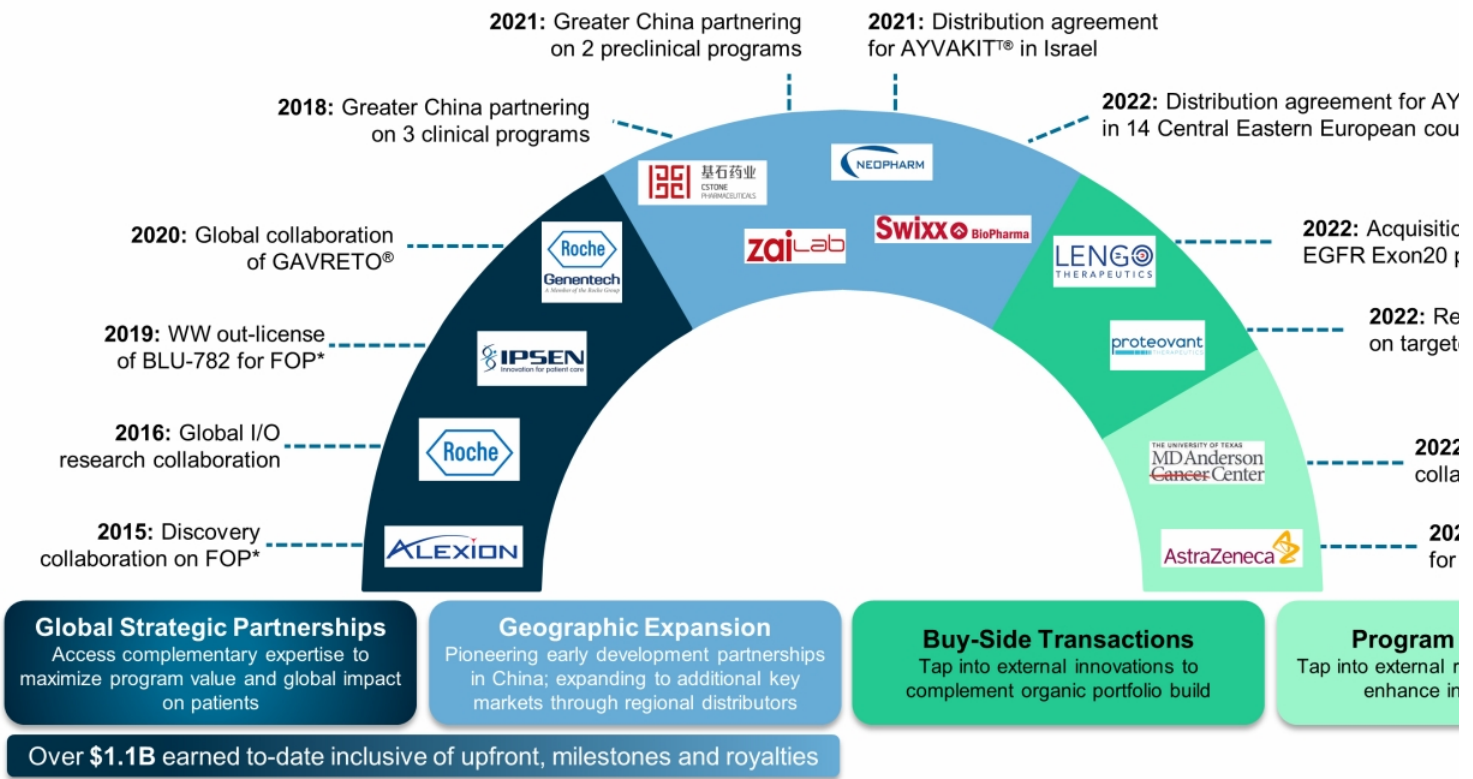 2021: Greater China partnering
on 2 preclinical programs
2021: Distribution agreement
for AYVAKIT™® in Israel
2018: Greater China partnering
on 3 clinical programs
2022: Distribution agreement for AY
in 14 Central Eastern European cou
基石药业
CSTONE
PHARMACEUTICALS
NEOPHARM
zaiLab
Swixx BioPharma
2020: Global collaboration
of GAVRETO®
Roche
Genentech
A Member of the Roche Group
LENGO
THERAPEUTICS
2022: Acquisitio
EGFR Exon20 p
2019: WW out-license
of BLU-782 for FOP*
IPSEN
Innovation for patient care
proteovant
THERAPEUTICS
2022: Re
on targete
2016: Global I/O
research collaboration
Roche
THE UNIVERSITY OF TEXAS
MD Anderson
Cancer Center
2022
colla
2015: Discovery
collaboration on FOP*
ALEXION
AstraZeneca
202
for
Global Strategic Partnerships
Access complementary expertise to
maximize program value and global impact
on patients
Geographic Expansion
Pioneering early development partnerships
in China; expanding to additional key
markets through regional distributors
Buy-Side Transactions
Tap into external innovations to
complement organic portfolio build
Program
Tap into external r
enhance in
Over $1.1B earned to-date inclusive of upfront, milestones and royalties